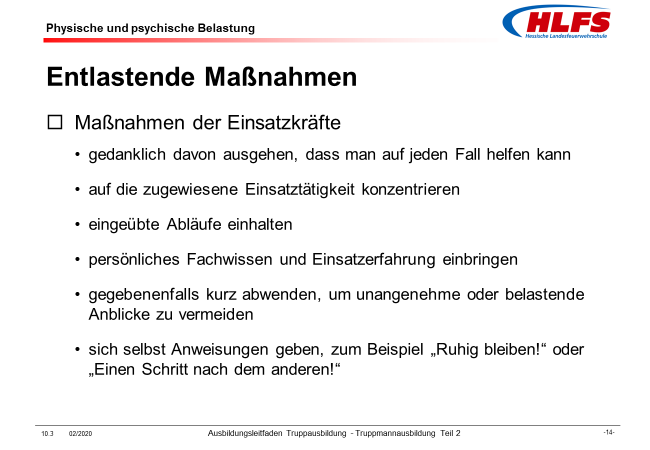 Physische und psychische Belastung
HLFS
Hessische Landesfeuerwehrschule
Entlastende Maßnahmen
Maßnahmen der Einsatzkräfte
• gedanklich davon ausgehen, dass man auf jeden Fall helfen kann
• auf die zugewiesene Einsatztätigkeit konzentrieren
• eingeübte Abläufe einhalten
• persönliches Fachwissen und Einsatzerfahrung einbringen
• gegebenenfalls kurz abwenden, um unangenehme oder belastende
Anblicke zu vermeiden
• sich selbst Anweisungen geben, zum Beispiel „Ruhig bleiben!“ oder
„Einen Schritt nach dem anderen!“
10.3 02/2020 Ausbildungsleitfaden Truppausbildung - Truppmannausbildung Teil 2 -14-